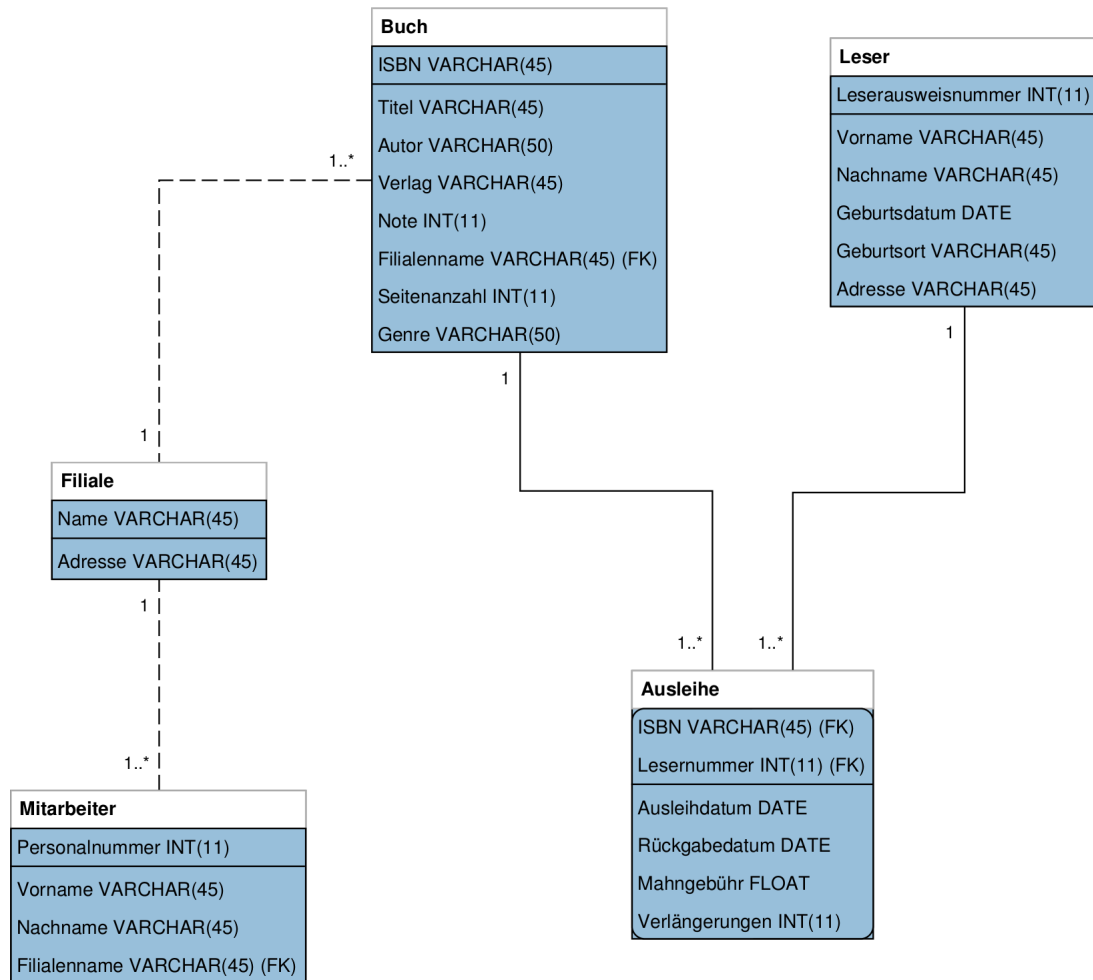 Buch
ISBN VARCHAR(45)
Titel VARCHAR(45)
Autor VARCHAR(50)
Verlag VARCHAR(45)
Note INT(11)
Filialenname VARCHAR(45) (FK)
Seitenanzahl INT(11)
Genre VARCHAR(50)
Leser
Leserausweisnummer INT(11)
Vorname VARCHAR(45)
Nachname VARCHAR(45)
Geburtsdatum DATE
Geburtsort VARCHAR(45)
Adresse VARCHAR(45)
1..*
1
1
1
Filiale
Name VARCHAR(45)
Adresse VARCHAR(45)
1
1..*
1..*
1..*
Ausleihe
ISBN VARCHAR(45) (FK)
Lesernummer INT(11) (FK)
Ausleihdatum DATE
Rückgabedatum DATE
Mahngebühr FLOAT
Verlängerungen INT(11)
Mitarbeiter
Personalnummer INT(11)
Vorname VARCHAR(45)
Nachname VARCHAR(45)
Filialenname VARCHAR(45) (FK)